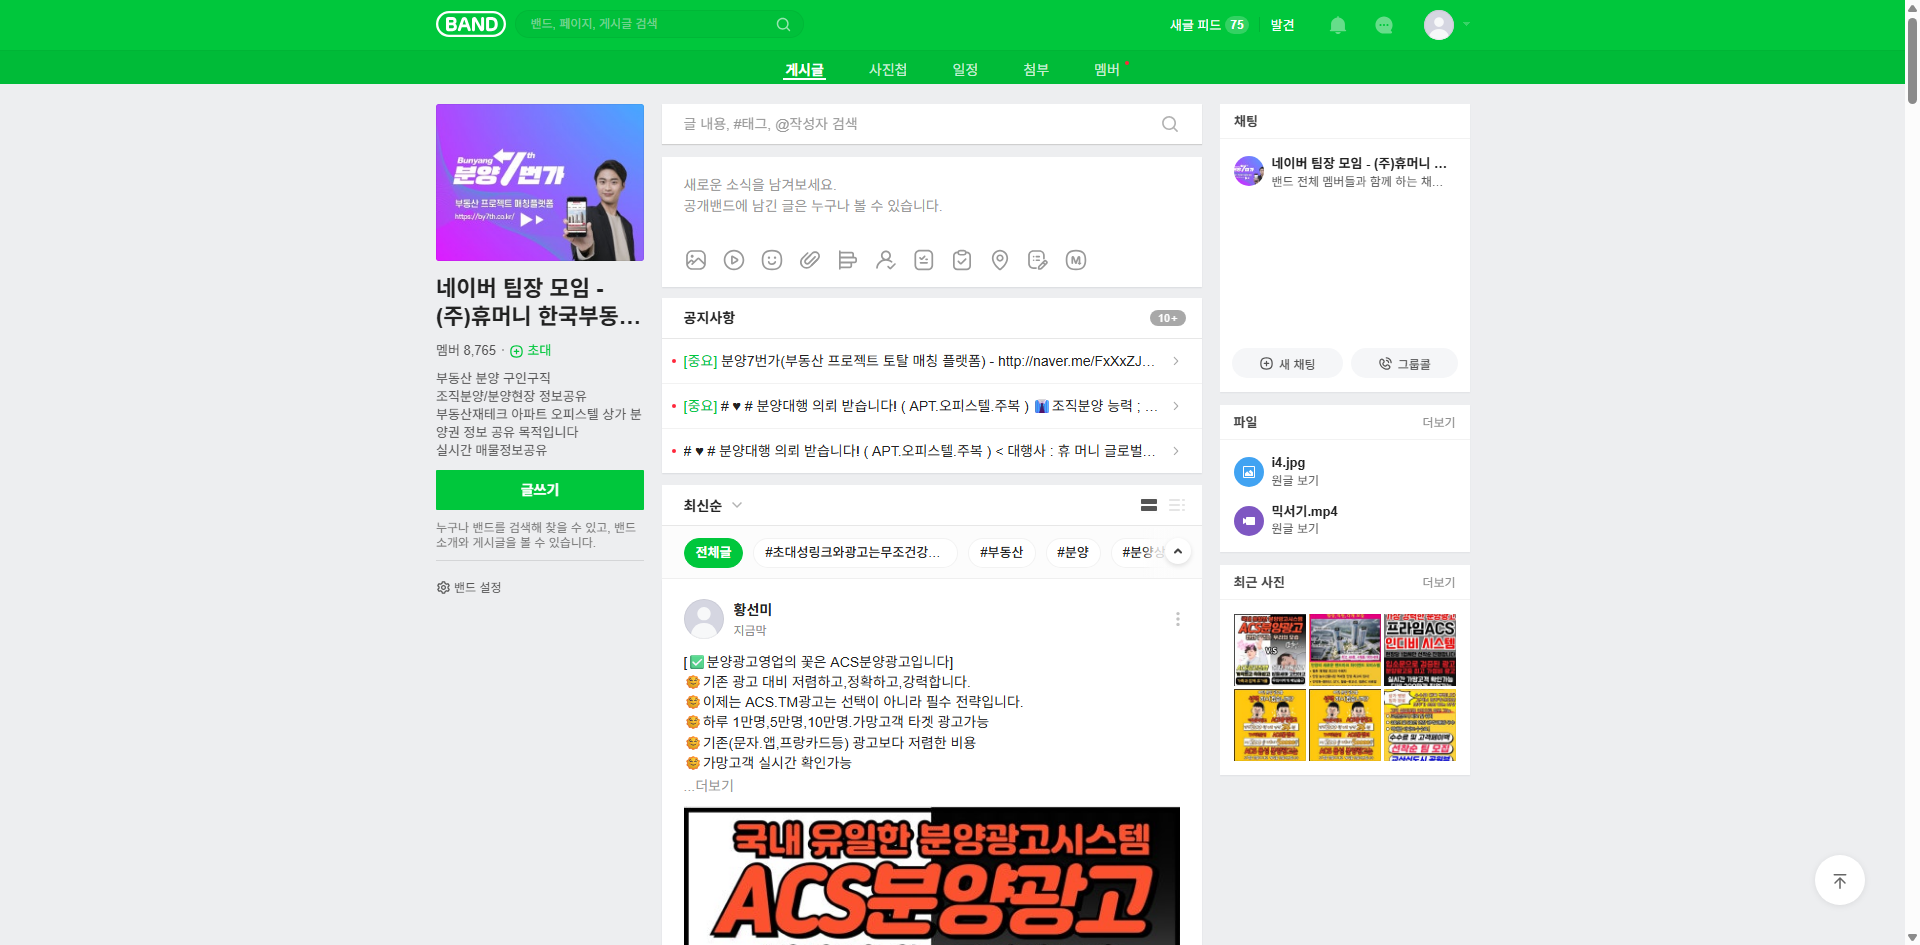 BAND
밴드, 페이지, 게시글 검색
새글 피드 75
발견
게시글
사진첩
일정
첨부
멤버
Bunyang 7th
분양7번가
부동산 프로젝트 매칭플랫폼
https://by7th.co.kr/
네이버 팀장 모임 -
(주)휴머니 한국부동...
멤버 8,765 · 초대
부동산 분양 구인구직
조직분양/분양현장 정보공유
부동산재테크 아파트 오피스텔 상가 분
양권 정보 공유 목적입니다
실시간 매물정보공유
글쓰기
누구나 밴드를 검색해 찾을 수 있고, 밴드
소개와 게시글을 볼 수 있습니다.
밴드 설정
글 내용, #태그, @작성자 검색
새로운 소식을 남겨보세요.
공개밴드에 남긴 글은 누구나 볼 수 있습니다.
공지사항
10+
[중요] 분양7번가(부동산 프로젝트 토탈 매칭 플랫폼) - http://naver.me/FxXxZJ...
[중요] # ♥ # 분양대행 의뢰 받습니다! ( APT.오피스텔.주복 ) 👔 조직분양 능력 ; ...
# ♥ # 분양대행 의뢰 받습니다! ( APT.오피스텔.주복 ) < 대행사 : 휴 머니 글로벌...
최신순
전체글
#초대성링크와광고는무조건강...
#부동산
#분양
#분양상
황선미
지금막
[ ✅ 분양광고영업의 꽃은 ACS분양광고입니다]
기존 광고 대비 저렴하고,정확하고,강력합니다.
이제는 ACS.TM광고는 선택이 아니라 필수 전략입니다.
하루 1만명,5만명,10만명.가망고객 타겟 광고가능
기존(문자.앱,프랑카드등) 광고보다 저렴한 비용
가망고객 실시간 확인가능
...더보기
국내 유일한 분양광고시스템
ACS분양광고
채팅
네이버 팀장 모임 - (주)휴머니 ...
밴드 전체 멤버들과 함께 하는 채...
새 채팅
그룹콜
파일
더보기
i4.jpg
원글 보기
믹서기.mp4
원글 보기
최근 사진
더보기
ACS분양광고
V.S
프라임ACS
인디비 시스템
선착순 팀 모집